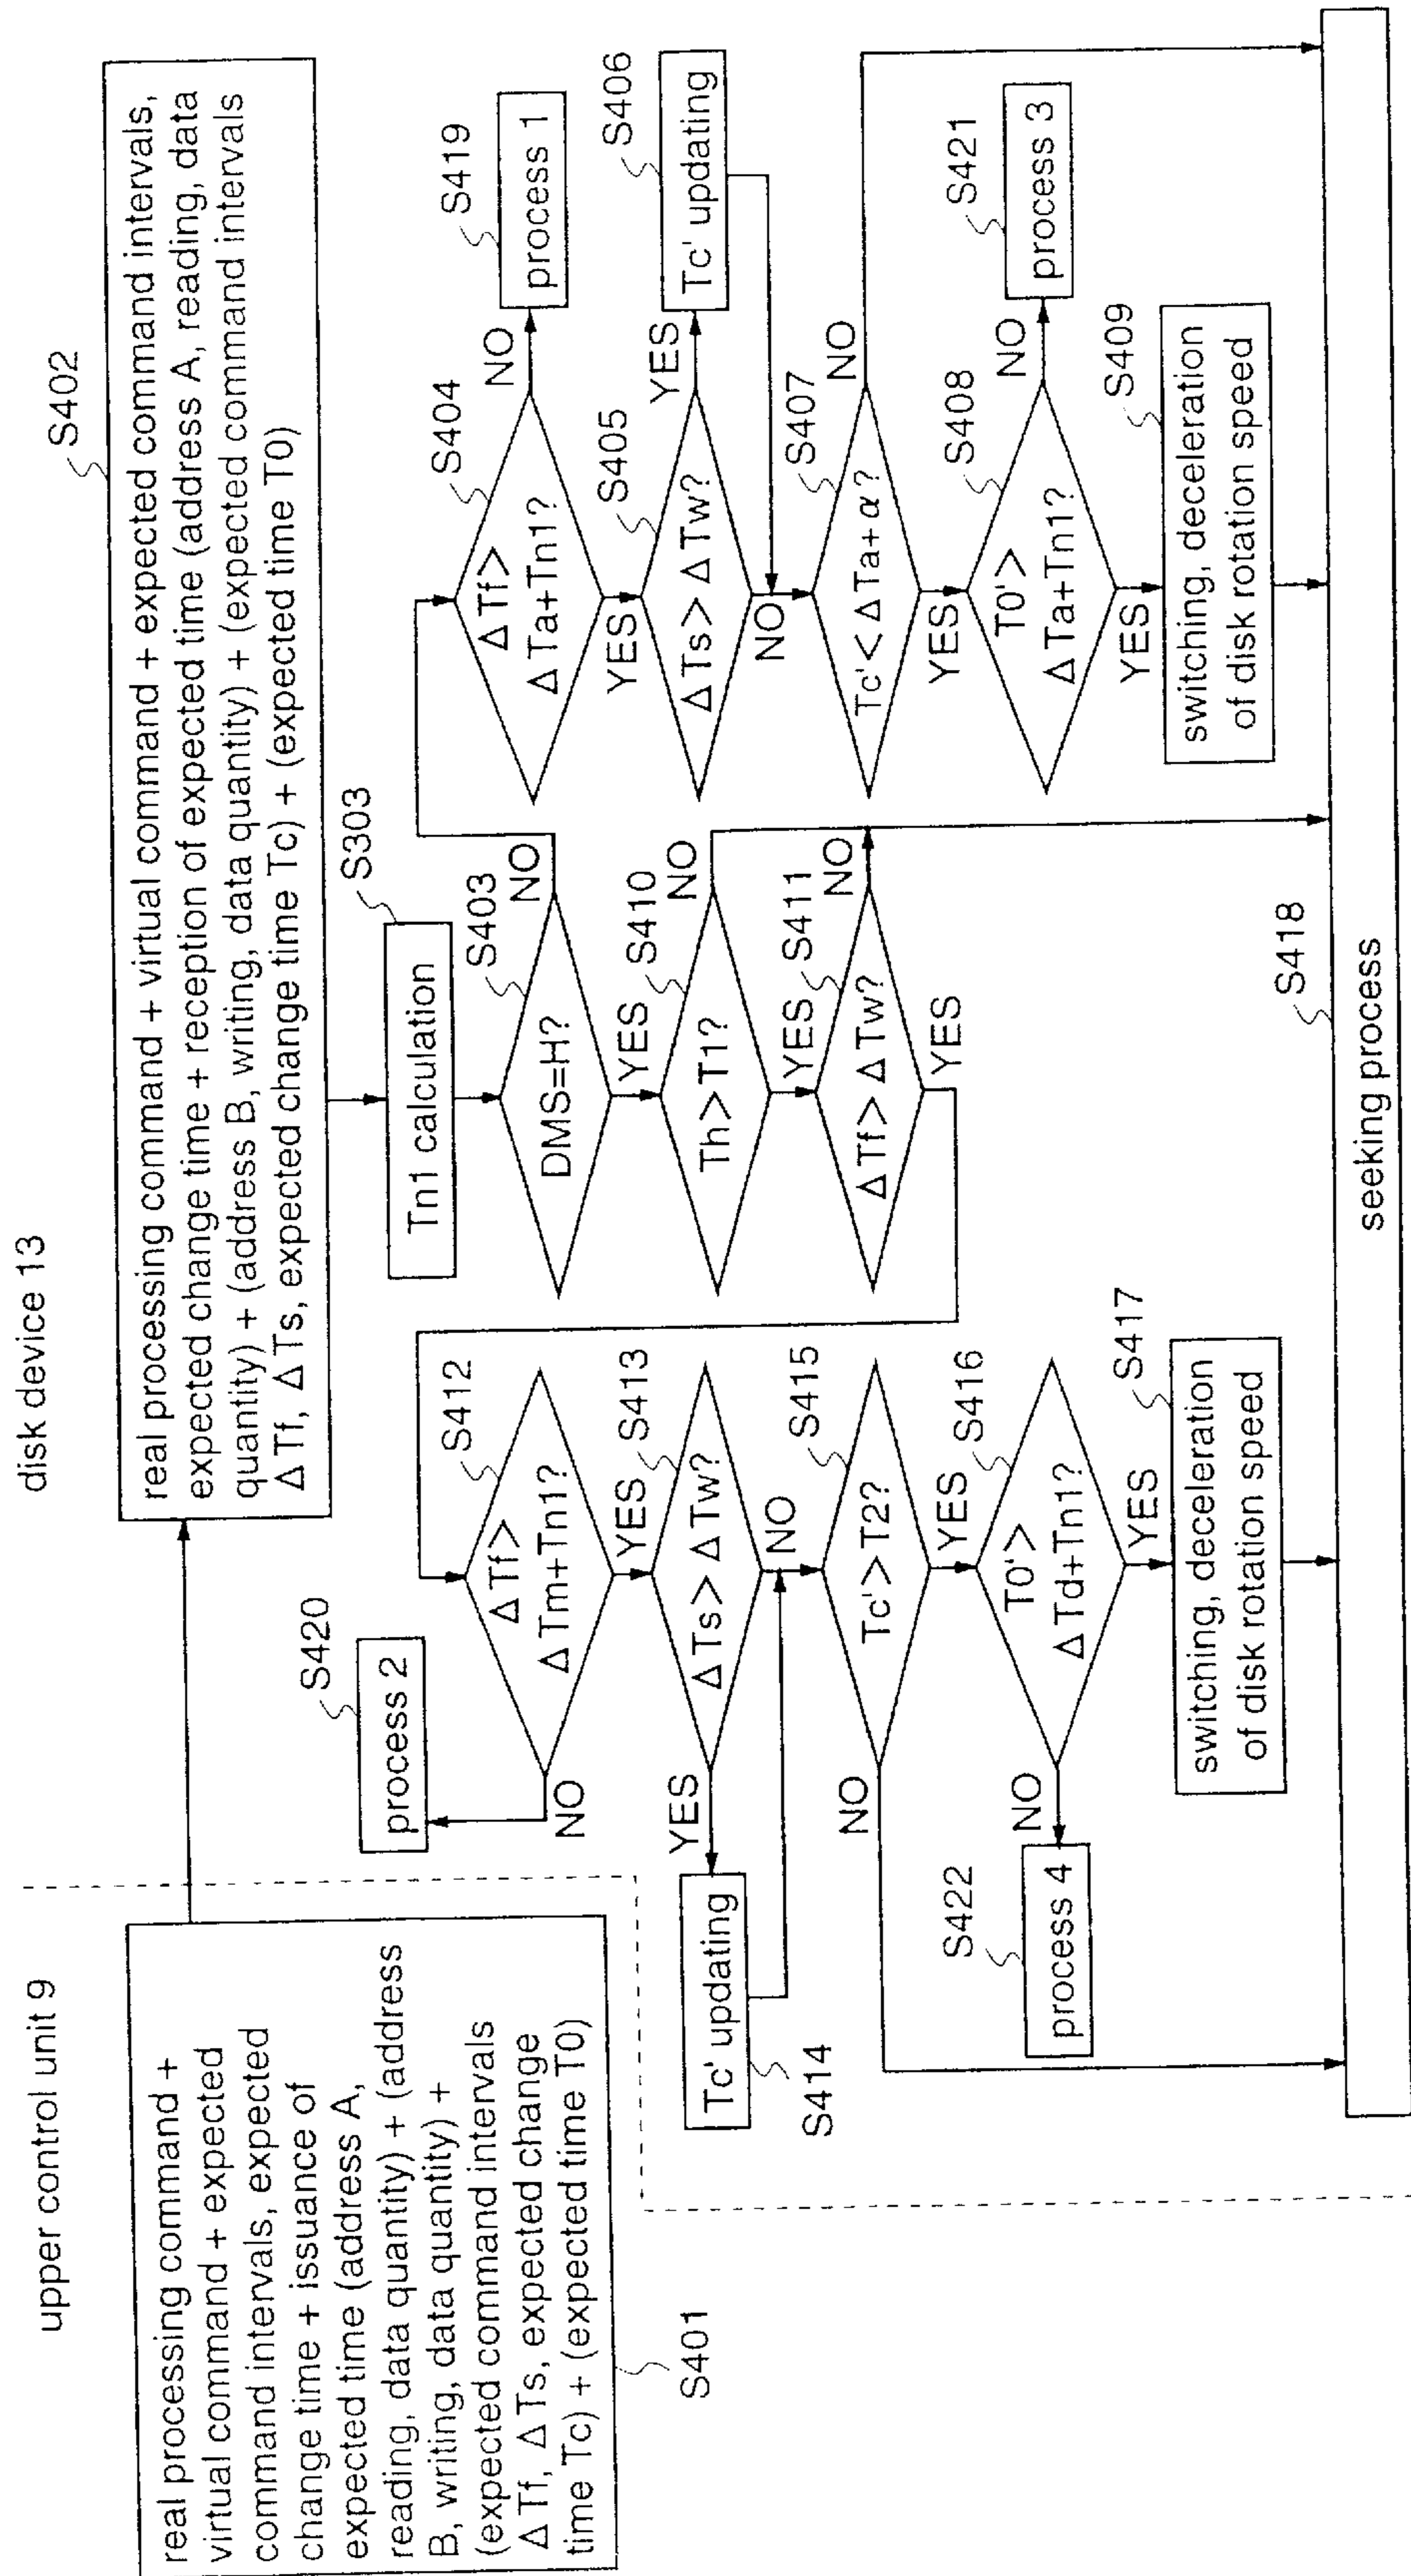 upper control unit 9
disk device 13
real processing command +
virtual command + expected
command intervals, expected
change time + issuance of
expected time (address A,
reading, data quantity) + (address
B, writing, data quantity) +
(expected command intervals
ΔTf, ΔTs, expected change
time Tc) + (expected time T0)
S401
S402
real processing command + virtual command + expected command intervals,
expected change time + reception of expected time (address A, reading, data
quantity) + (address B, writing, data quantity) + (expected command intervals
ΔTf, ΔTs, expected change time Tc) + (expected time T0)
S303
Tn1 calculation
S403
DMS=H?
NO
YES
S410
Th>T1?
NO
YES
S411
ΔTf>ΔTw?
NO
YES
S404
ΔTf>
ΔTa+Tn1?
NO
S419
process 1
YES
S405
ΔTs>ΔTw?
YES
S406
Tc' updating
NO
S407
Tc'<ΔTa+α?
NO
YES
S408
T0'>
ΔTa+Tn1?
NO
S421
process 3
YES
S409
switching, deceleration
of disk rotation speed
S412
ΔTf>
ΔTm+Tn1?
NO
S420
process 2
YES
S413
ΔTs>ΔTw?
YES
Tc' updating
S414
NO
S415
Tc'>T2?
NO
YES
S416
T0'>
ΔTd+Tn1?
NO
S422
process 4
YES
S417
switching, deceleration
of disk rotation speed
S418
seeking process